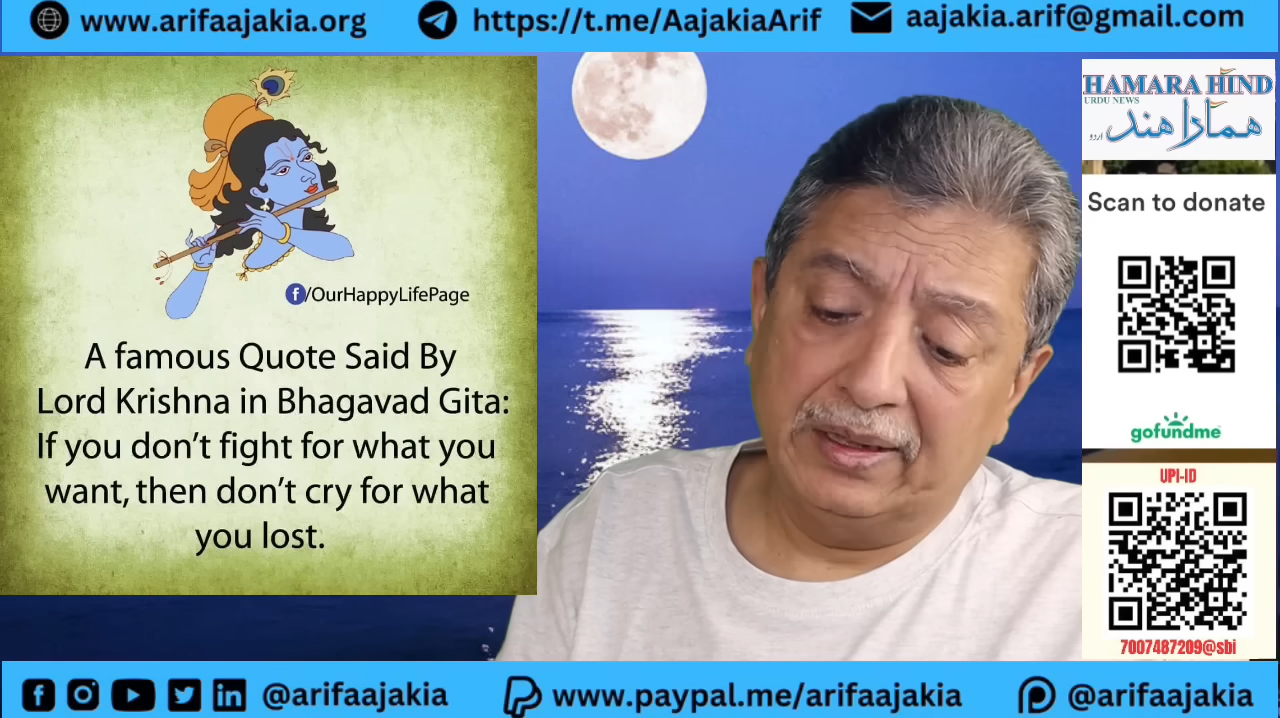 www.arifaajakia.org
https://t.me/AajakiaArif
aajakia.arif@gmail.com
f/OurHappyLifePage
A famous Quote Said By
Lord Krishna in Bhagavad Gita:
If you don't fight for what you
want, then don't cry for what
you lost.
HAMARA HIND
URDU NEWS
ہمارا ہند
اردو
Scan to donate
gofundme
UPI-ID
7007487209@sbi
@arifaajakia
www.paypal.me/arifaajakia
@arifaajakia